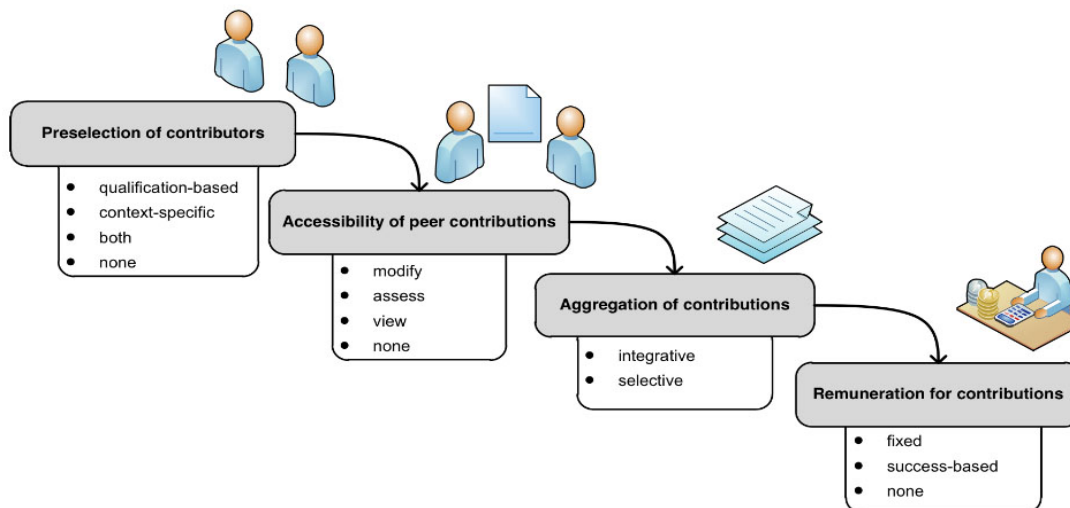 Preselection of contributors
● qualification-based
● context-specific
● both
● none
Accessibility of peer contributions
● modify
● assess
● view
● none
Aggregation of contributions
● integrative
● selective
Remuneration for contributions
● fixed
● success-based
● none